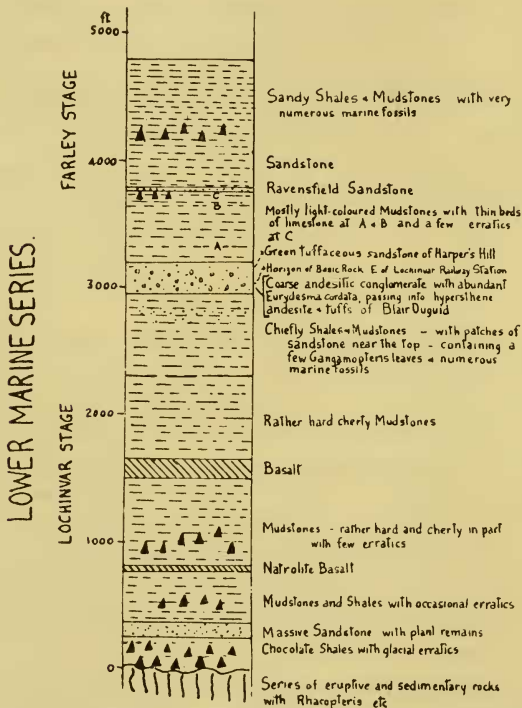 ft
5000
4000
3000
2000
1000
0
LOWER MARINE SERIES.
FARLEY STAGE
LOCHINVAR STAGE
C
B
A
Sandy Shales & Mudstones with very
numerous marine fossils
Sandstone
Ravensfield Sandstone
Mostly light-coloured Mudstones with thin beds
of limestone at A & B and a few erratics
at C
Green tuffaceous sandstone of Harper's Hill
Horizon of Basic Rock E of Lochinvar Railway Station
Coarse andesitic conglomerate with abundant
Eurydesma cordata, passing into hypersthene
andesite & tuffs of Blair Duguid
Chiefly Shales & Mudstones - with patches of
sandstone near the top - containing a
few Gangamopteris leaves & numerous
marine fossils
Rather hard cherty Mudstones
Basalt
Mudstones - rather hard and cherty in part
with few erratics
Natrolite Basalt
Mudstones and Shales with occasional erratics
Massive Sandstone with plant remains
Chocolate Shales with glacial erratics
Series of eruptive and sedimentary rocks
with Rhacopteris etc